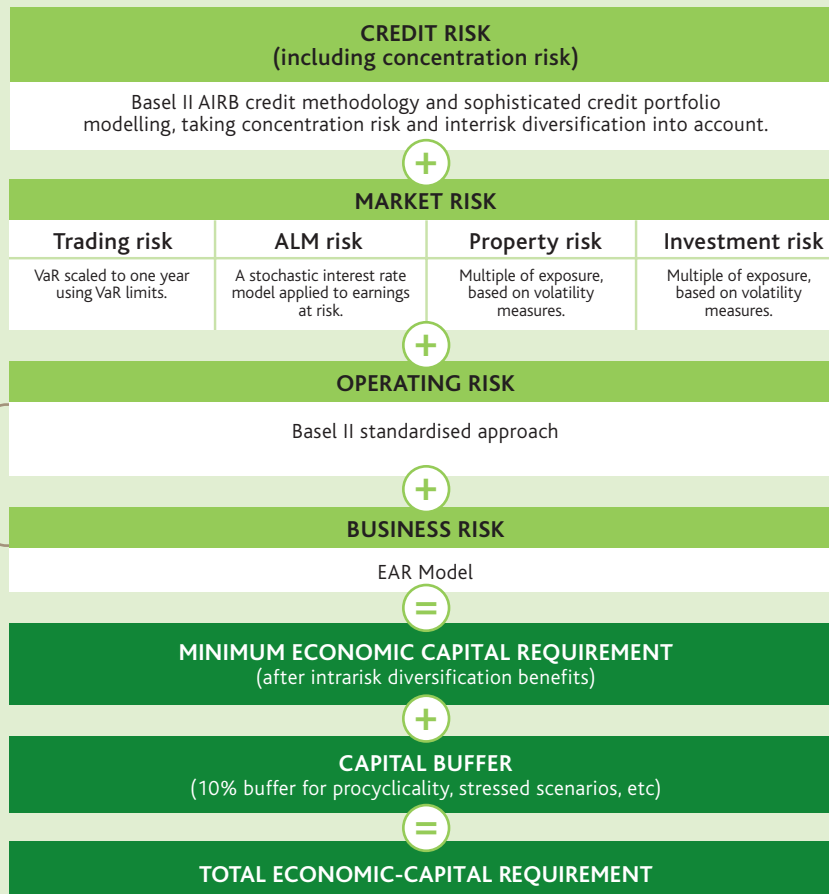 CREDIT RISK
(including concentration risk)
Basel II AIRB credit methodology and sophisticated credit portfolio
modelling, taking concentration risk and interrisk diversification into account.
+
MARKET RISK
Trading risk
VaR scaled to one year
using VaR limits.
ALM risk
A stochastic interest rate
model applied to earnings
at risk.
Property risk
Multiple of exposure,
based on volatility
measures.
Investment risk
Multiple of exposure,
based on volatility
measures.
+
OPERATING RISK
Basel II standardised approach
+
BUSINESS RISK
EAR Model
=
MINIMUM ECONOMIC CAPITAL REQUIREMENT
(after intrarisk diversification benefits)
+
CAPITAL BUFFER
(10% buffer for procyclicality, stressed scenarios, etc)
=
TOTAL ECONOMIC-CAPITAL REQUIREMENT